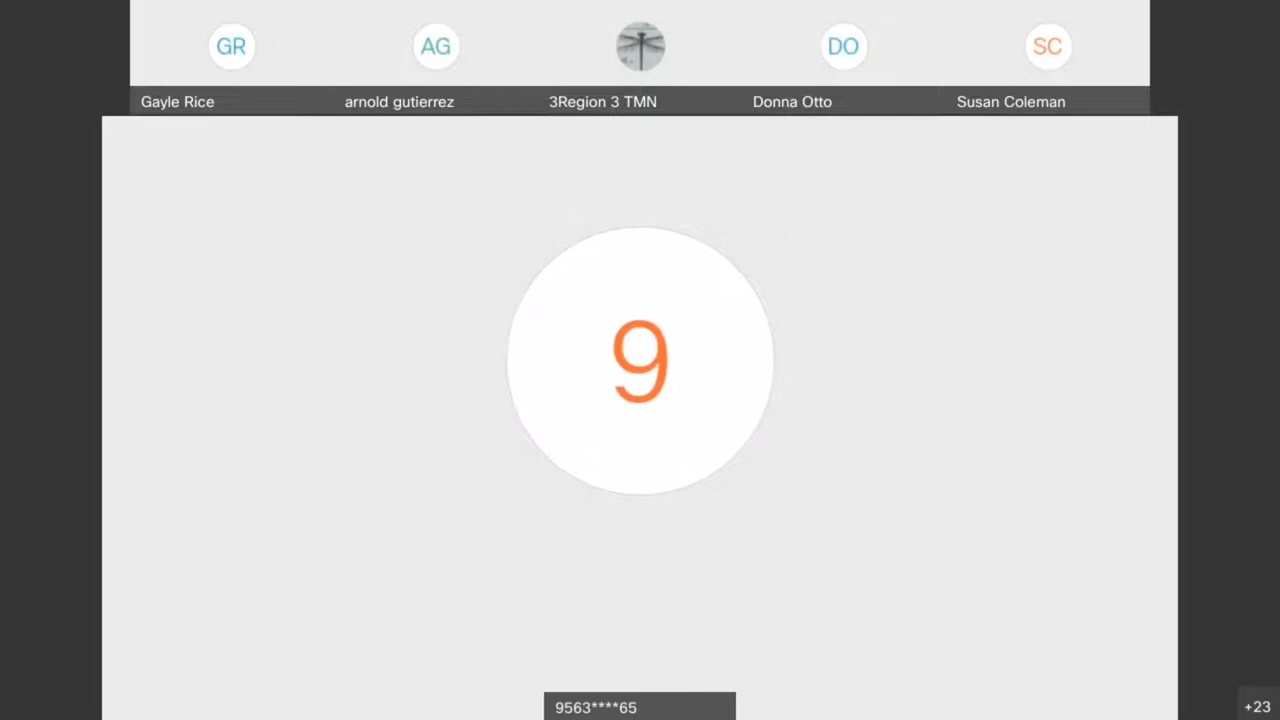 GR AG DO SC
Gayle Rice arnold gutierrez 3Region 3 TMN Donna Otto Susan Coleman
9
9563****65
+23